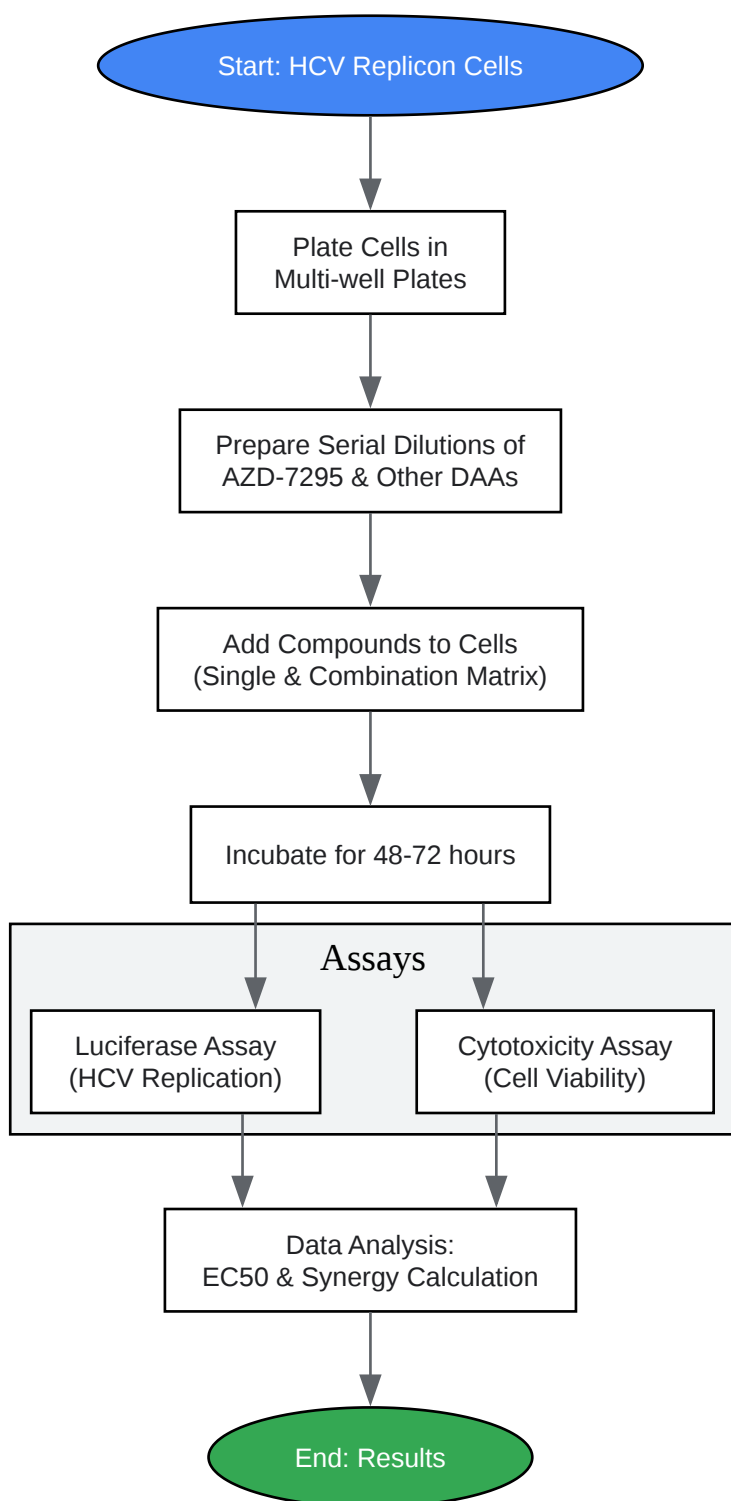 Start: HCV Replicon Cells
Plate Cells in
Multi-well Plates
Prepare Serial Dilutions of
AZD-7295 & Other DAAs
Add Compounds to Cells
(Single & Combination Matrix)
Incubate for 48-72 hours
Assays
Luciferase Assay
(HCV Replication)
Cytotoxicity Assay
(Cell Viability)
Data Analysis:
EC50 & Synergy Calculation
End: Results